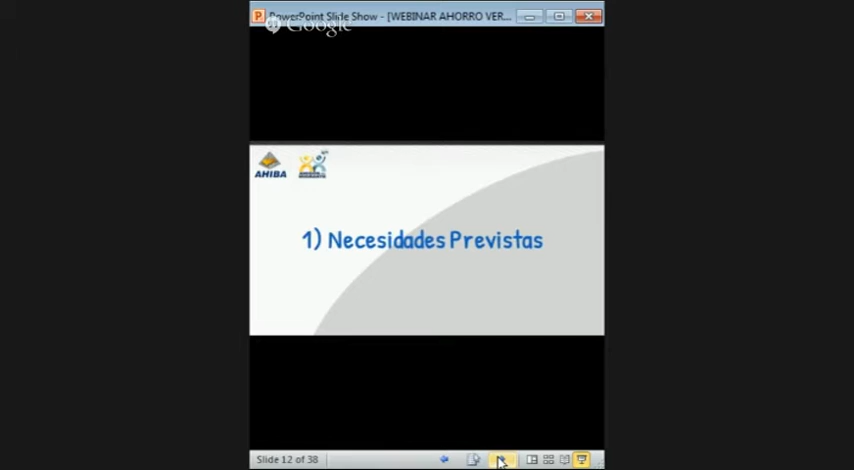 PowerPoint Slide Show - [WEBINAR AHORRO VER...
Google
AHIBA
1) Necesidades Previstas
Slide 12 of 38